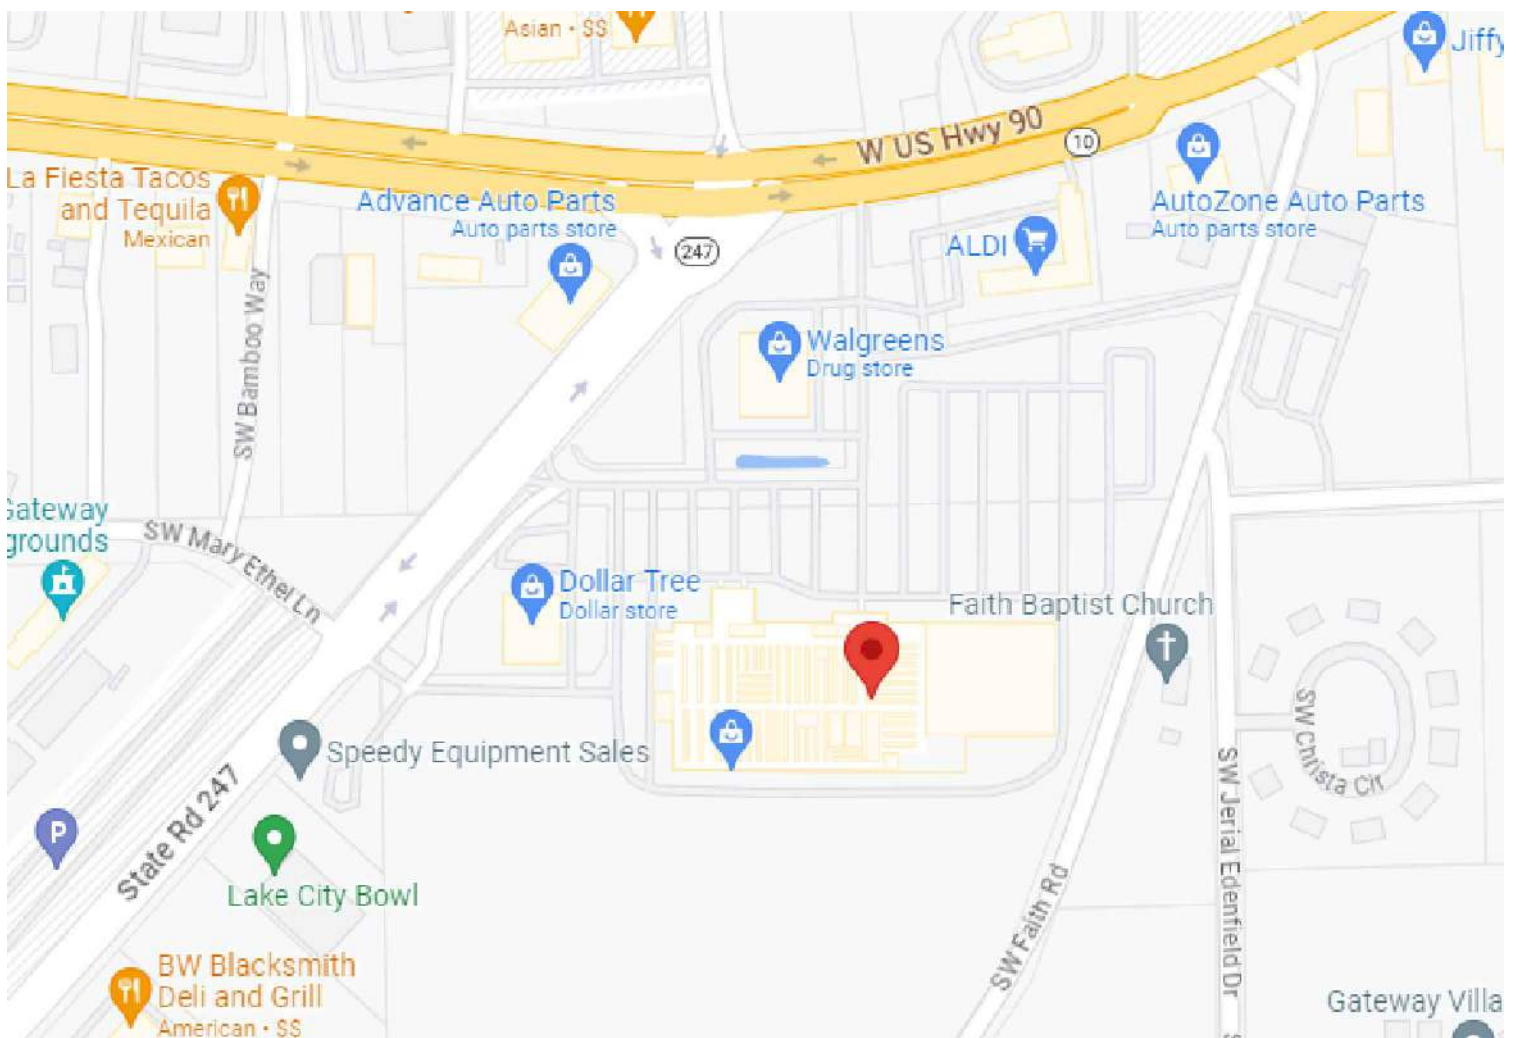 Asian • $$
Jiffy
W US Hwy 90
10
La Fiesta Tacos
and Tequila
Mexican
Advance Auto Parts
Auto parts store
247
ALDI
AutoZone Auto Parts
Auto parts store
SW Bamboo Way
Walgreens
Drug store
Gateway
grounds
SW Mary Ethel Ln
Dollar Tree
Dollar store
Faith Baptist Church
Speedy Equipment Sales
SW Christa Cir
P
State Rd 247
SW Jerial Edenfield Dr
Lake City Bowl
SW Faith Rd
BW Blacksmith
Deli and Grill
American • $$
Gateway Villa